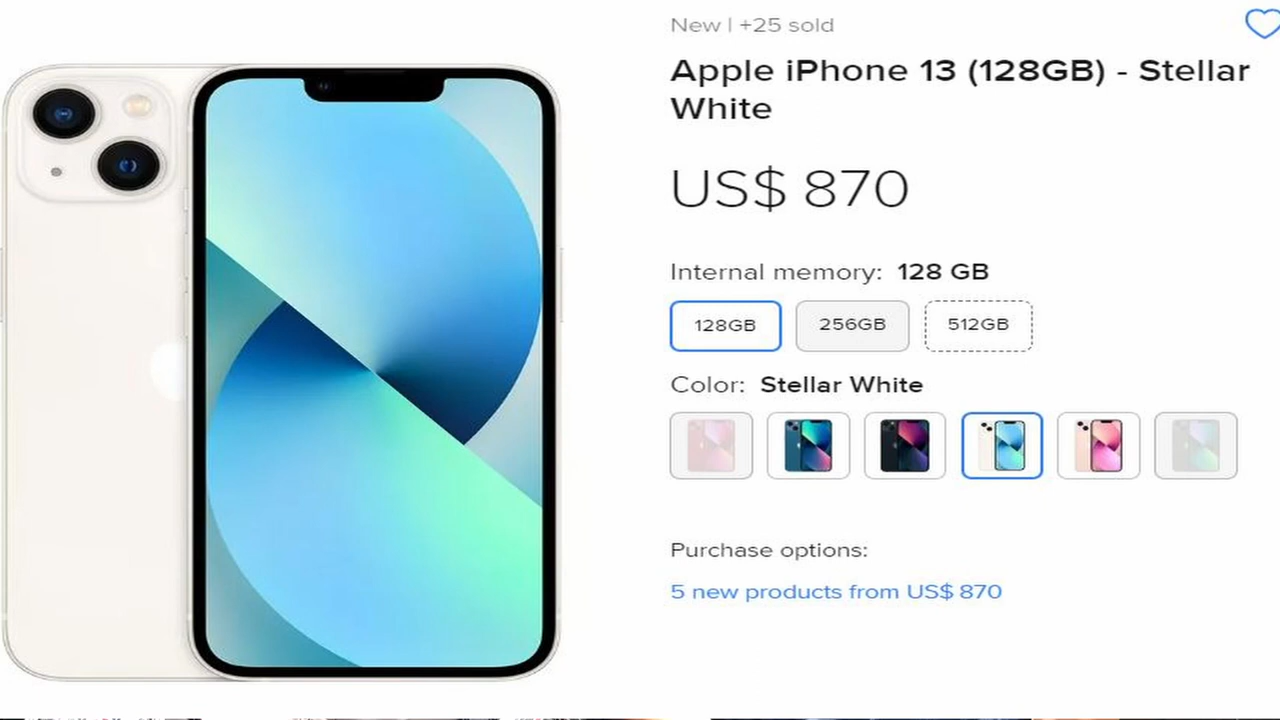 New | +25 sold
Apple iPhone 13 (128GB) - Stellar
White
US$ 870
Internal memory: 128 GB
128GB 256GB 512GB
Color: Stellar White
Purchase options:
5 new products from US$ 870